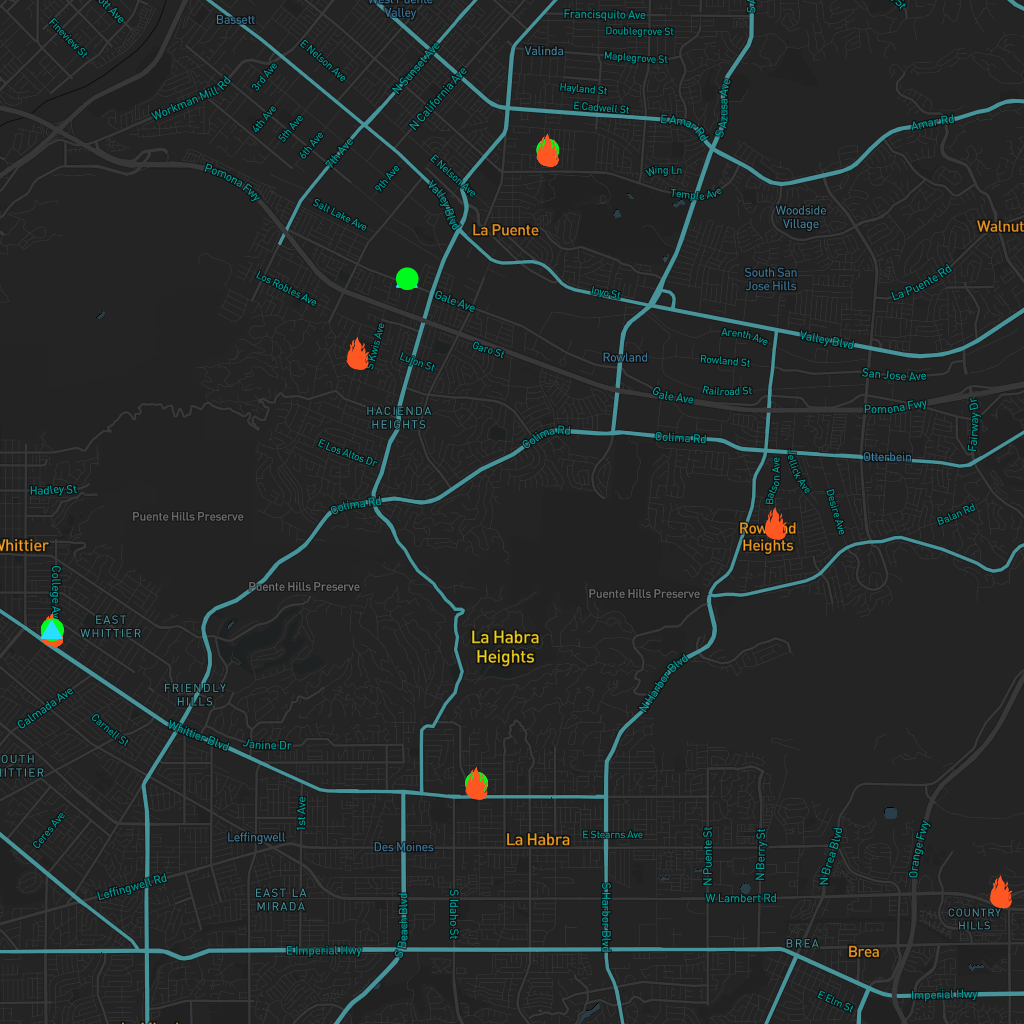 West Puente
Valley
Bassett
Fineview St
Francisquito Ave
Doublegrove St
Valinda
Maplegrove St
E Nelson Ave
N Sunset Ave
N California Ave
3rd Ave
Workman Mill Rd
Hayland St
E Cadwell St
4th Ave
5th Ave
6th Ave
7th Ave
9th Ave
S Azusa Ave
E Amar Rd
Amar Rd
Wing Ln
Temple Ave
E Nelson Ave
Valley Blvd
Pomona Fwy
Salt Lake Ave
La Puente
Woodside
Village
Walnut
South San
Jose Hills
La Puente Rd
Los Robles Ave
Gale Ave
Arenth Ave
Valley Blvd
S Kwis Ave
Lujon St
Garo St
Rowland
Rowland St
San Jose Ave
Railroad St
Gale Ave
Pomona Fwy
Fairway Dr
HACIENDA
HEIGHTS
E Los Altos Dr
Colima Rd
Colima Rd
Otterbein
Hadley St
Colima Rd
Batson Ave
Desire Ave
Balan Rd
Puente Hills Preserve
Whittier
Rowland
Heights
College Ave
Puente Hills Preserve
Puente Hills Preserve
EAST
WHITTIER
La Habra
Heights
FRIENDLY
HILLS
N Harbor Blvd
Calmada Ave
Carnell St
Whittier Blvd
Janine Dr
1st Ave
Ceres Ave
Leffingwell
Des Moines
La Habra
E Stearns Ave
N Puente St
N Berry St
N Brea Blvd
Orange Fwy
Leffingwell Rd
EAST LA
MIRADA
S Beach Blvd
S Idaho St
S Harbor Blvd
W Lambert Rd
COUNTRY
HILLS
E Imperial Hwy
BREA
Brea
E Elm St
Imperial Hwy